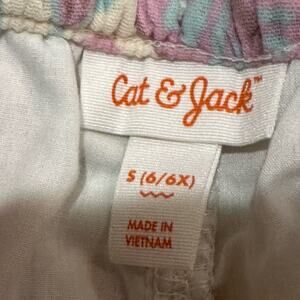 Cat & Jack™
S (6/6X)
MADE IN
VIETNAM